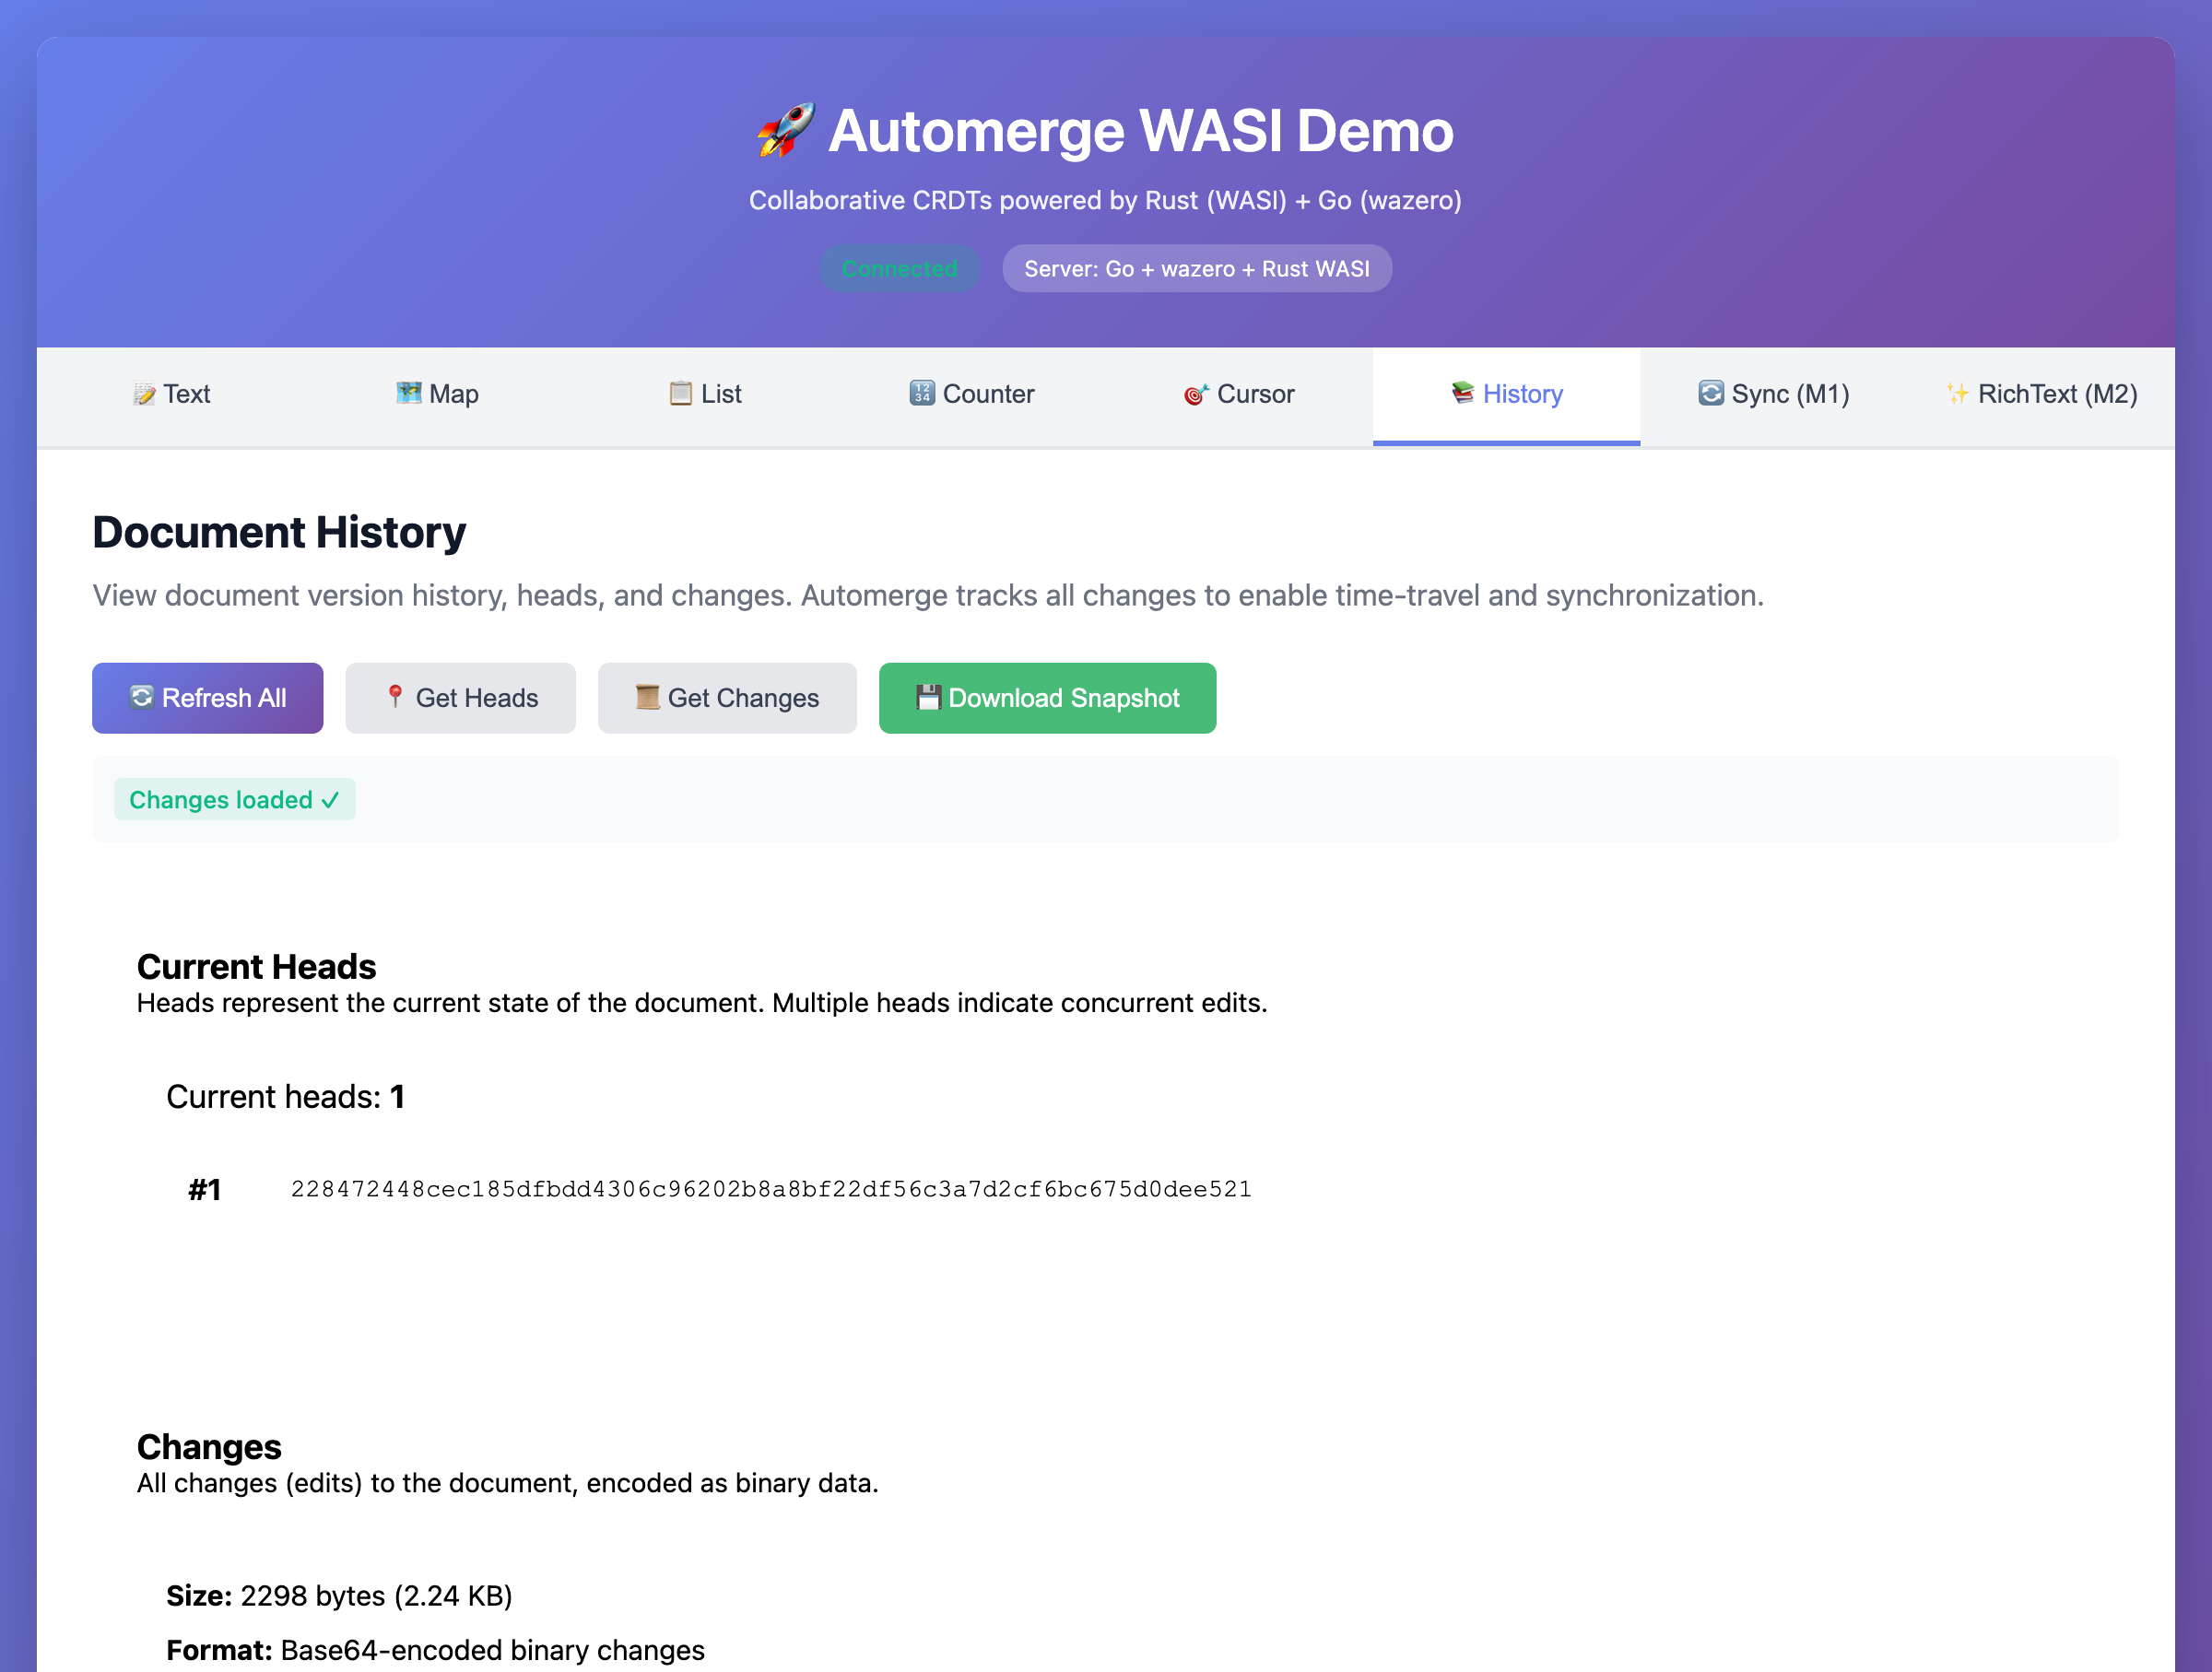 🚀 Automerge WASI Demo
Collaborative CRDTs powered by Rust (WASI) + Go (wazero)
Connected
Server: Go + wazero + Rust WASI
📝 Text
🗺️ Map
📋 List
🔢 Counter
🎯 Cursor
📚 History
🔄 Sync (M1)
✨ RichText (M2)
Document History
View document version history, heads, and changes. Automerge tracks all changes to enable time-travel and synchronization.
🔄 Refresh All
📍 Get Heads
📜 Get Changes
💾 Download Snapshot
Changes loaded ✓
Current Heads
Heads represent the current state of the document. Multiple heads indicate concurrent edits.
Current heads: 1
#1 228472448cec185dfbdd4306c96202b8a8bf22df56c3a7d2cf6bc675d0dee521
Changes
All changes (edits) to the document, encoded as binary data.
Size: 2298 bytes (2.24 KB)
Format: Base64-encoded binary changes